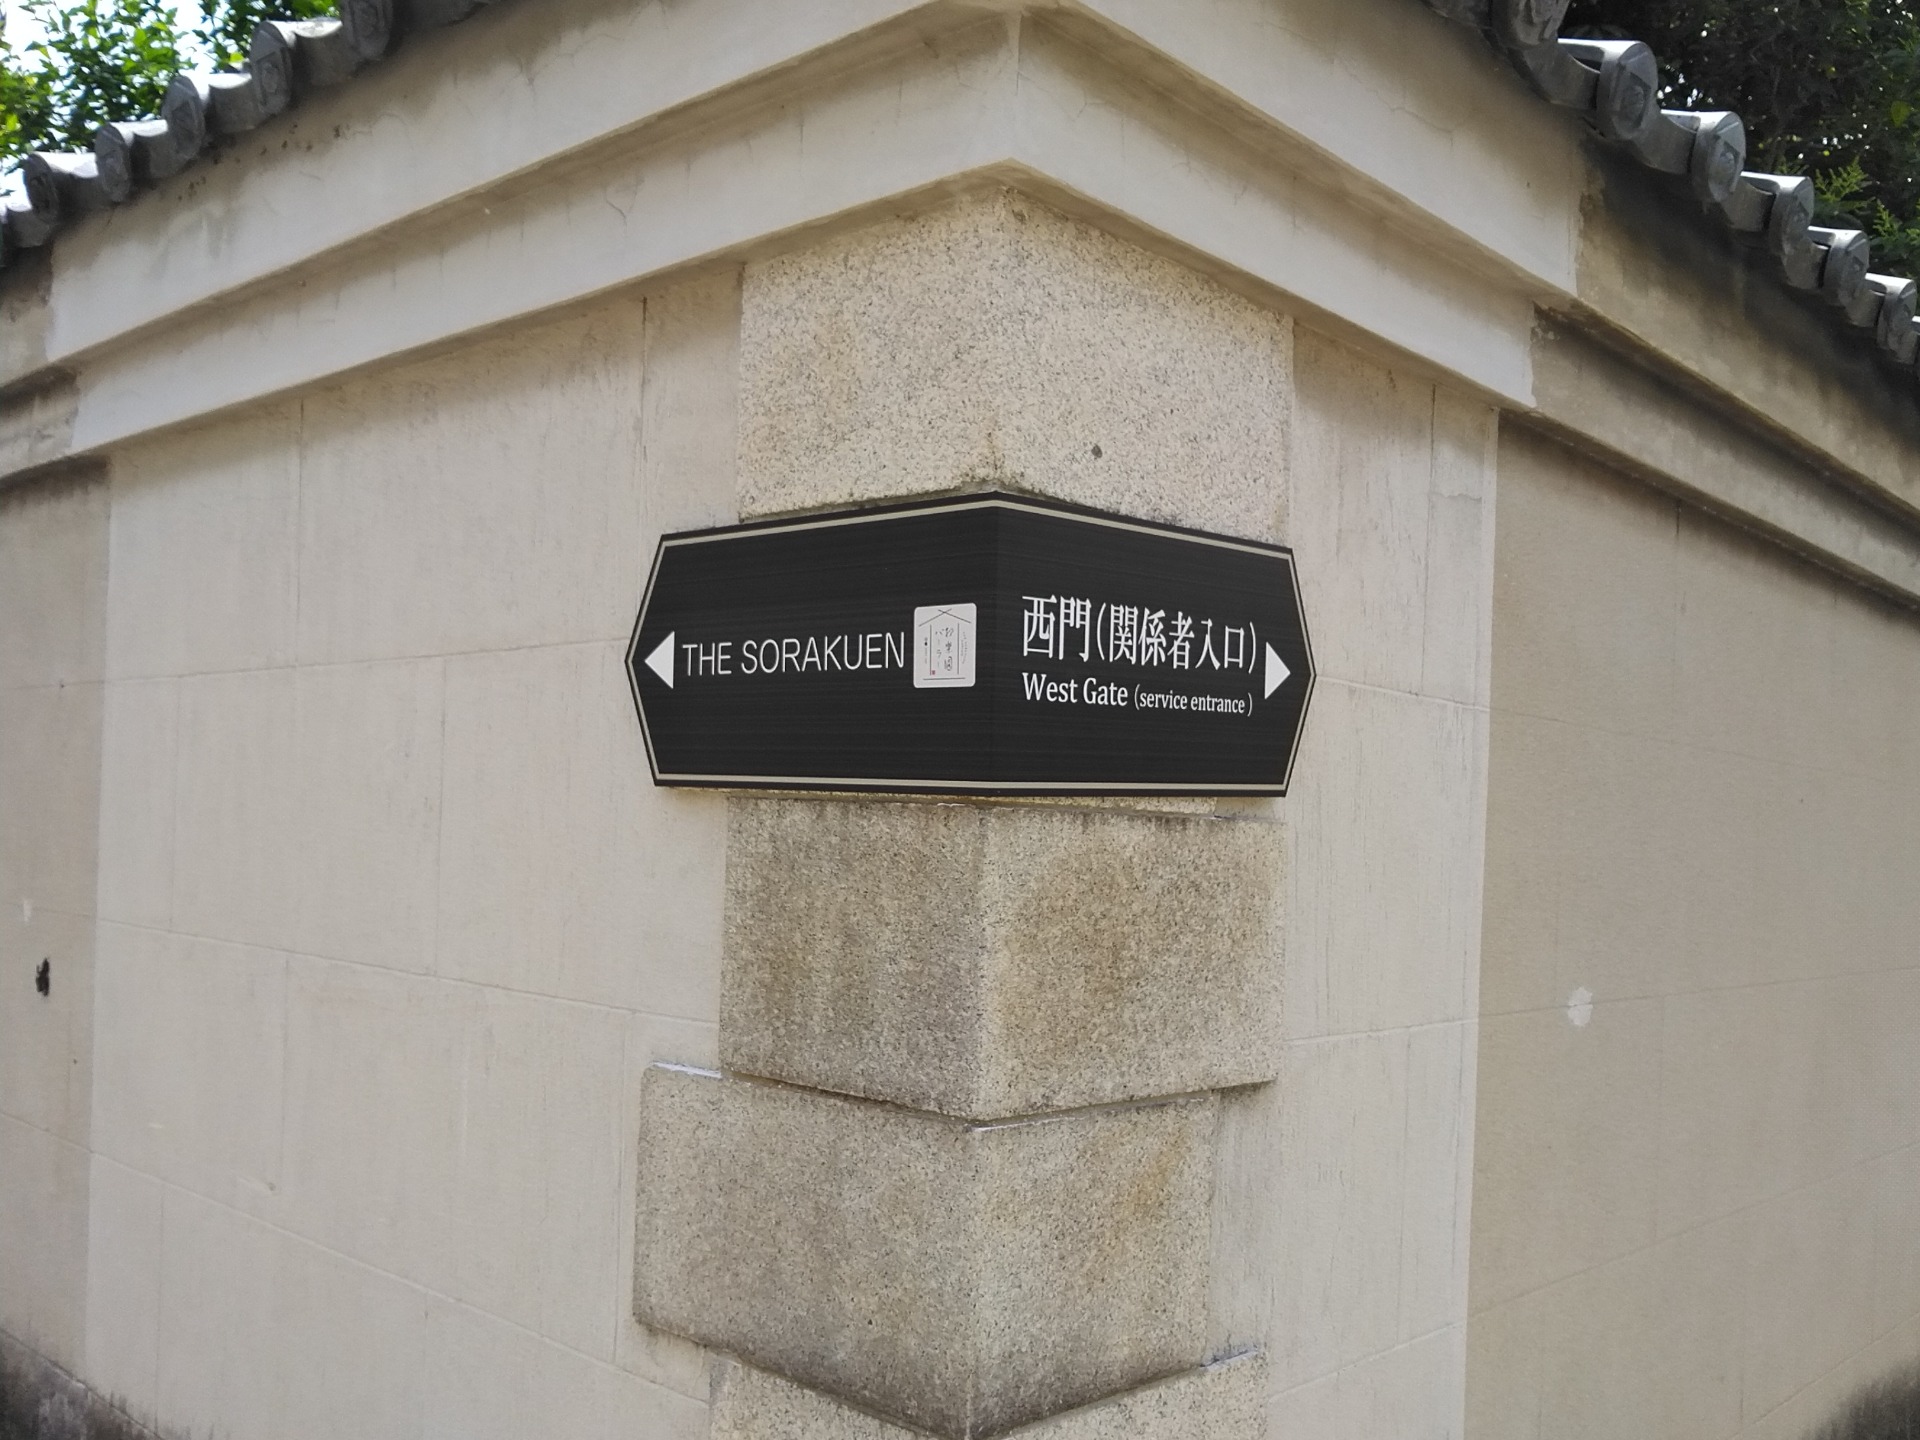 THE SORAKUEN
西門(関係者入口)
West Gate (service entrance)